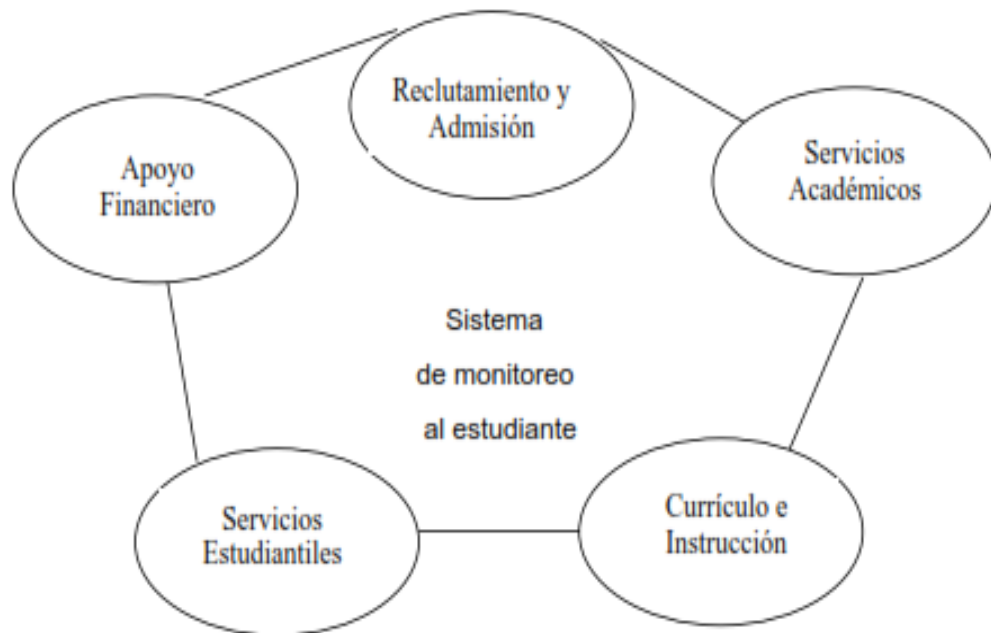 Reclutamiento y
Admisión
Apoyo
Financiero
Servicios
Académicos
Sistema
de monitoreo
al estudiante
Servicios
Estudiantiles
Currículo e
Instrucción